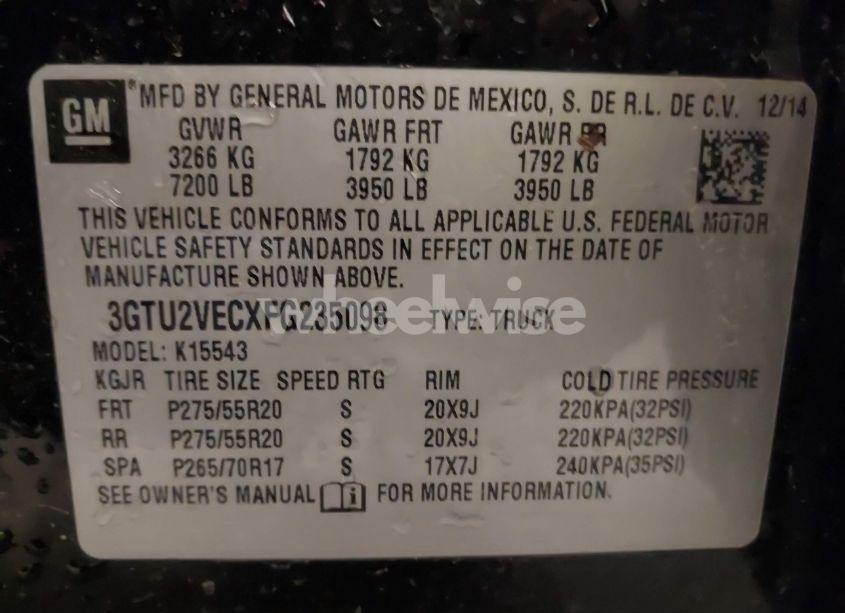 GM ® MFD BY GENERAL MOTORS DE MEXICO, S. DE R.L. DE C.V. 12/14
GVWR GAWR FRT GAWR RR
3266 KG 1792 KG 1792 KG
7200 LB 3950 LB 3950 LB
THIS VEHICLE CONFORMS TO ALL APPLICABLE U.S. FEDERAL MOTOR
VEHICLE SAFETY STANDARDS IN EFFECT ON THE DATE OF
MANUFACTURE SHOWN ABOVE.
3GTU2VECXFG235098 TYPE: TRUCK
wheelwise
MODEL: K15543
KGJR TIRE SIZE SPEED RTG RIM COLD TIRE PRESSURE
FRT P275/55R20 S 20X9J 220KPA(32PSI)
RR P275/55R20 S 20X9J 220KPA(32PSI)
SPA P265/70R17 S 17X7J 240KPA(35PSI)
SEE OWNER'S MANUAL i FOR MORE INFORMATION.